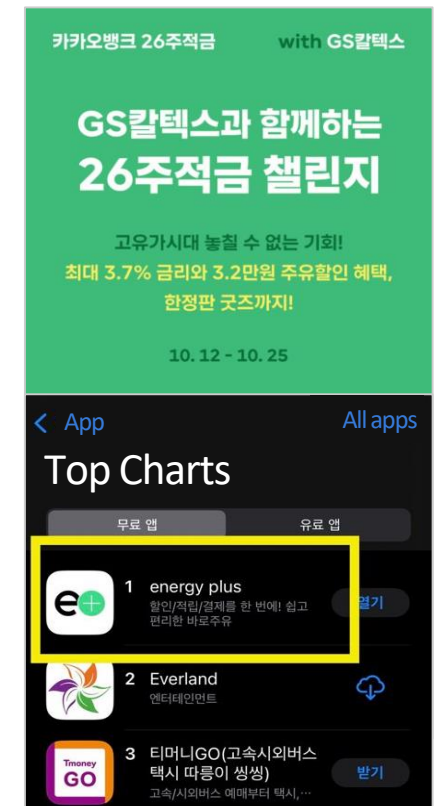 카카오뱅크 26주적금 with GS칼텍스
GS칼텍스과 함께하는
26주적금 챌린지
고유가시대 놓칠 수 없는 기회!
최대 3.7% 금리와 3.2만원 주유할인 혜택,
한정판 굿즈까지!
10. 12 - 10. 25
App All apps
Top Charts
무료 앱 유료 앱
1 energy plus
할인/적립/결제를 한 번에! 쉽고
편리한 바로주유
열기
2 Everland
엔터테인먼트
Tmoney
GO
3 티머니GO(고속시외버스
택시 따릉이 씽씽)
고속/시외버스 예매부터 택시,…
받기